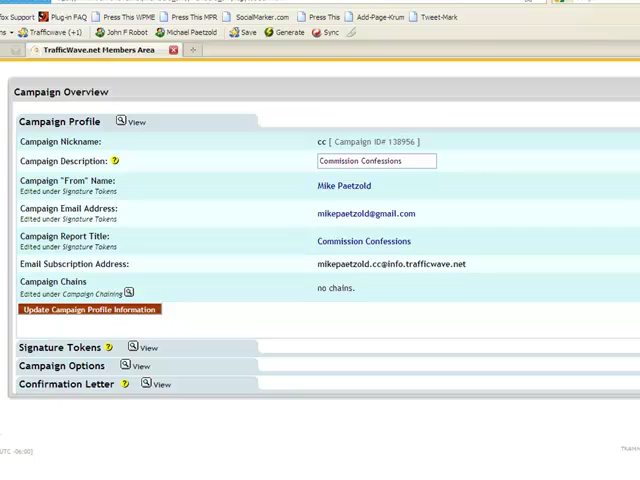 fox Support Plug-in FAQ Press This WPME Press This MPR SocialMarker.com Press This Add-Page-Krum Tweet-Mark
Trafficwave (+1) John F Robot Michael Paetzold Save Generate Sync
TrafficWave.net Members Area
Campaign Overview
Campaign Profile View
Campaign Nickname: cc [ Campaign ID# 138956 ]
Campaign Description: ? Commission Confessions
Campaign "From" Name: Mike Paetzold
Edited under Signature Tokens
Campaign Email Address: mikepaetzold@gmail.com
Edited under Signature Tokens
Campaign Report Title: Commission Confessions
Edited under Signature Tokens
Email Subscription Address: mikepaetzold.cc@info.trafficwave.net
Campaign Chains no chains.
Edited under Campaign Chaining
Update Campaign Profile Information
Signature Tokens ? View
Campaign Options View
Confirmation Letter ? View
UTC -06:00]